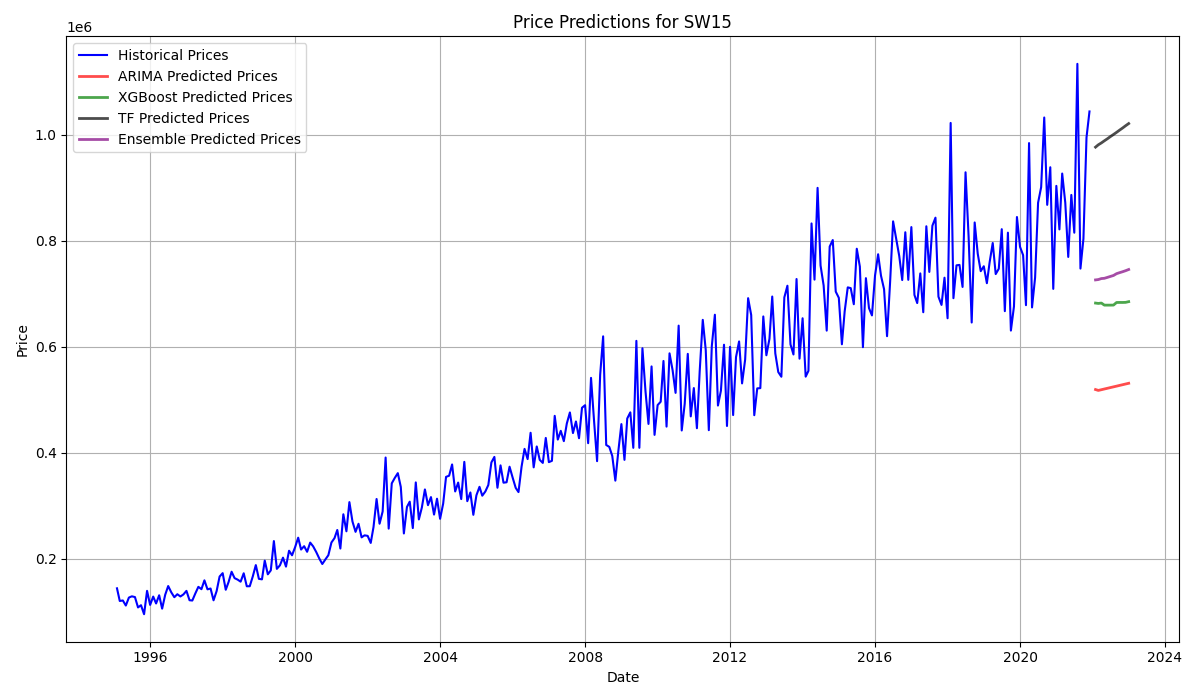 Price Predictions for SW15
1e6
Historical Prices
ARIMA Predicted Prices
XGBoost Predicted Prices
TF Predicted Prices
Ensemble Predicted Prices
1.0
0.8
0.6
0.4
0.2
Price
1996 2000 2004 2008 2012 2016 2020 2024
Date